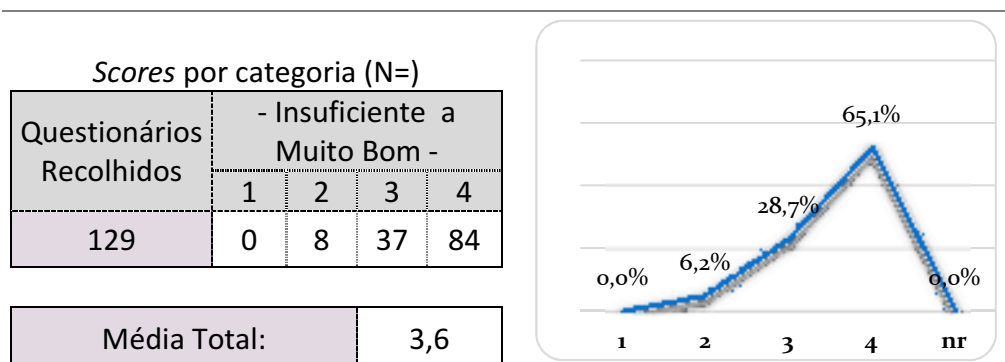 Scores por categoria (N=)
Questionários Recolhidos
- Insuficiente a
Muito Bom -
1 2 3 4
129 0 8 37 84
Média Total: 3,6
65,1%
28,7%
6,2%
0,0%
0,0%
1 2 3 4 nr